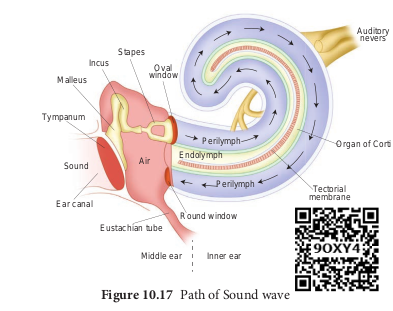 Auditory
nevers
Stapes
Incus
Oval
window
Malleus
Tympanum
Perilymph
Organ of Corti
Endolymph
Air
Sound
Perilymph
Tectorial
membrane
Ear canal
Round window
Eustachian tube
Middle ear
Inner ear
9OXY4
Figure 10.17 Path of Sound wave